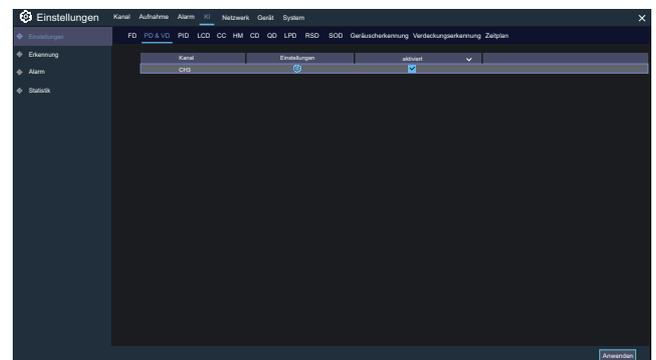 Einstellungen Kanal Aufnahme Alarm KI Netzwerk Gerät System
Einstellungen FD PD & VD PID LCD CC HM CD QD LPD RSD SOD Geräuscherkennung Verdeckungserkennung Zeitplan
Erkennung
Kanal Einstellungen aktiviert
Alarm CH3
Statistik
Anwenden